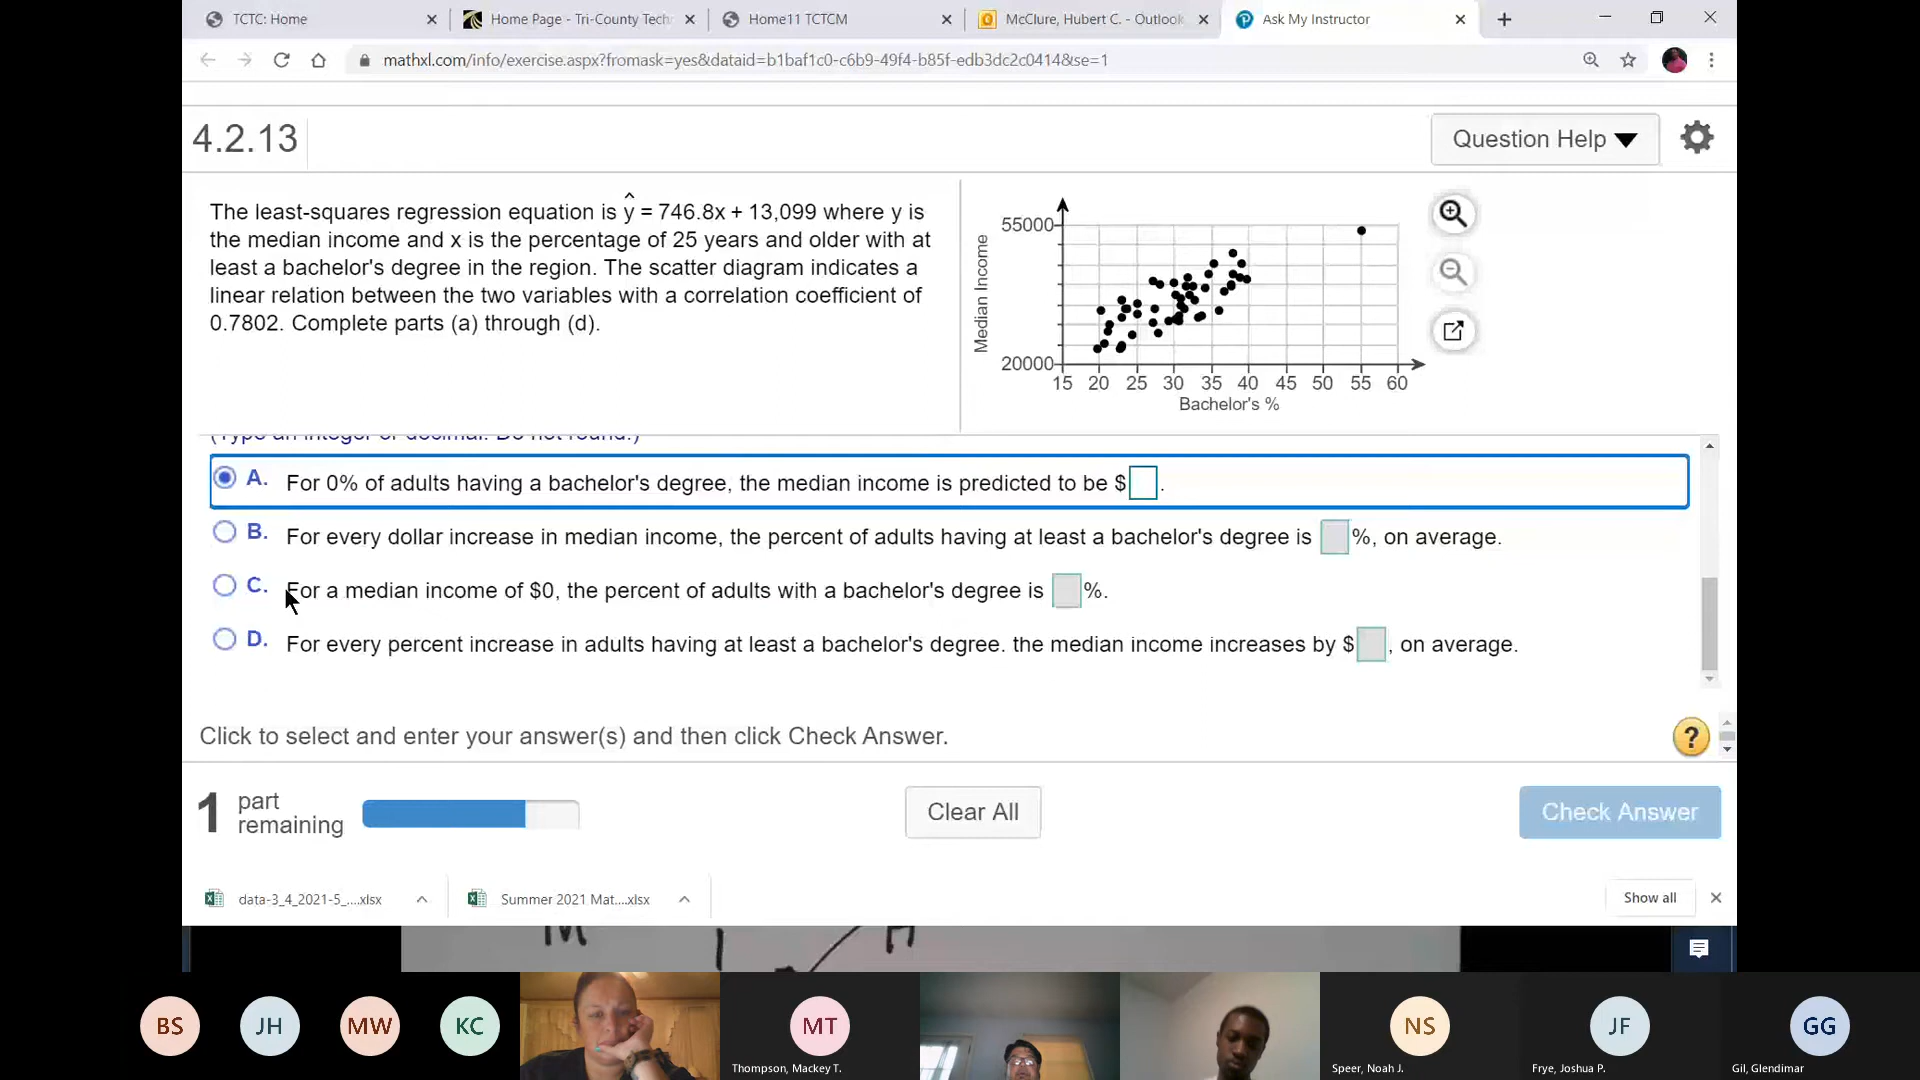 TCTC: Home
Home Page - Tri-County Tech
Home11 TCTCM
McClure, Hubert C. - Outlook
Ask My Instructor
mathxl.com/info/exercise.aspx?fromask=yes&dataid=b1baf1c0-c6b9-49f4-b85f-edb3dc2c0414&se=1
4.2.13
Question Help
The least-squares regression equation is ŷ = 746.8x + 13,099 where y is
the median income and x is the percentage of 25 years and older with at
least a bachelor's degree in the region. The scatter diagram indicates a
linear relation between the two variables with a correlation coefficient of
0.7802. Complete parts (a) through (d).
55000
Median Income
20000
15 20 25 30 35 40 45 50 55 60
Bachelor's %
(Type an integer or decimal. Do not round.)
A. For 0% of adults having a bachelor's degree, the median income is predicted to be $ .
B. For every dollar increase in median income, the percent of adults having at least a bachelor's degree is %, on average.
C. For a median income of $0, the percent of adults with a bachelor's degree is %.
D. For every percent increase in adults having at least a bachelor's degree. the median income increases by $ , on average.
Click to select and enter your answer(s) and then click Check Answer.
?
1 part
remaining
Clear All
Check Answer
data-3_4_2021-5_....xlsx
Summer 2021 Mat....xlsx
Show all
BS
JH
MW
KC
MT
NS
JF
GG
Thompson, Mackey T.
Speer, Noah J.
Frye, Joshua P.
Gil, Glendimar